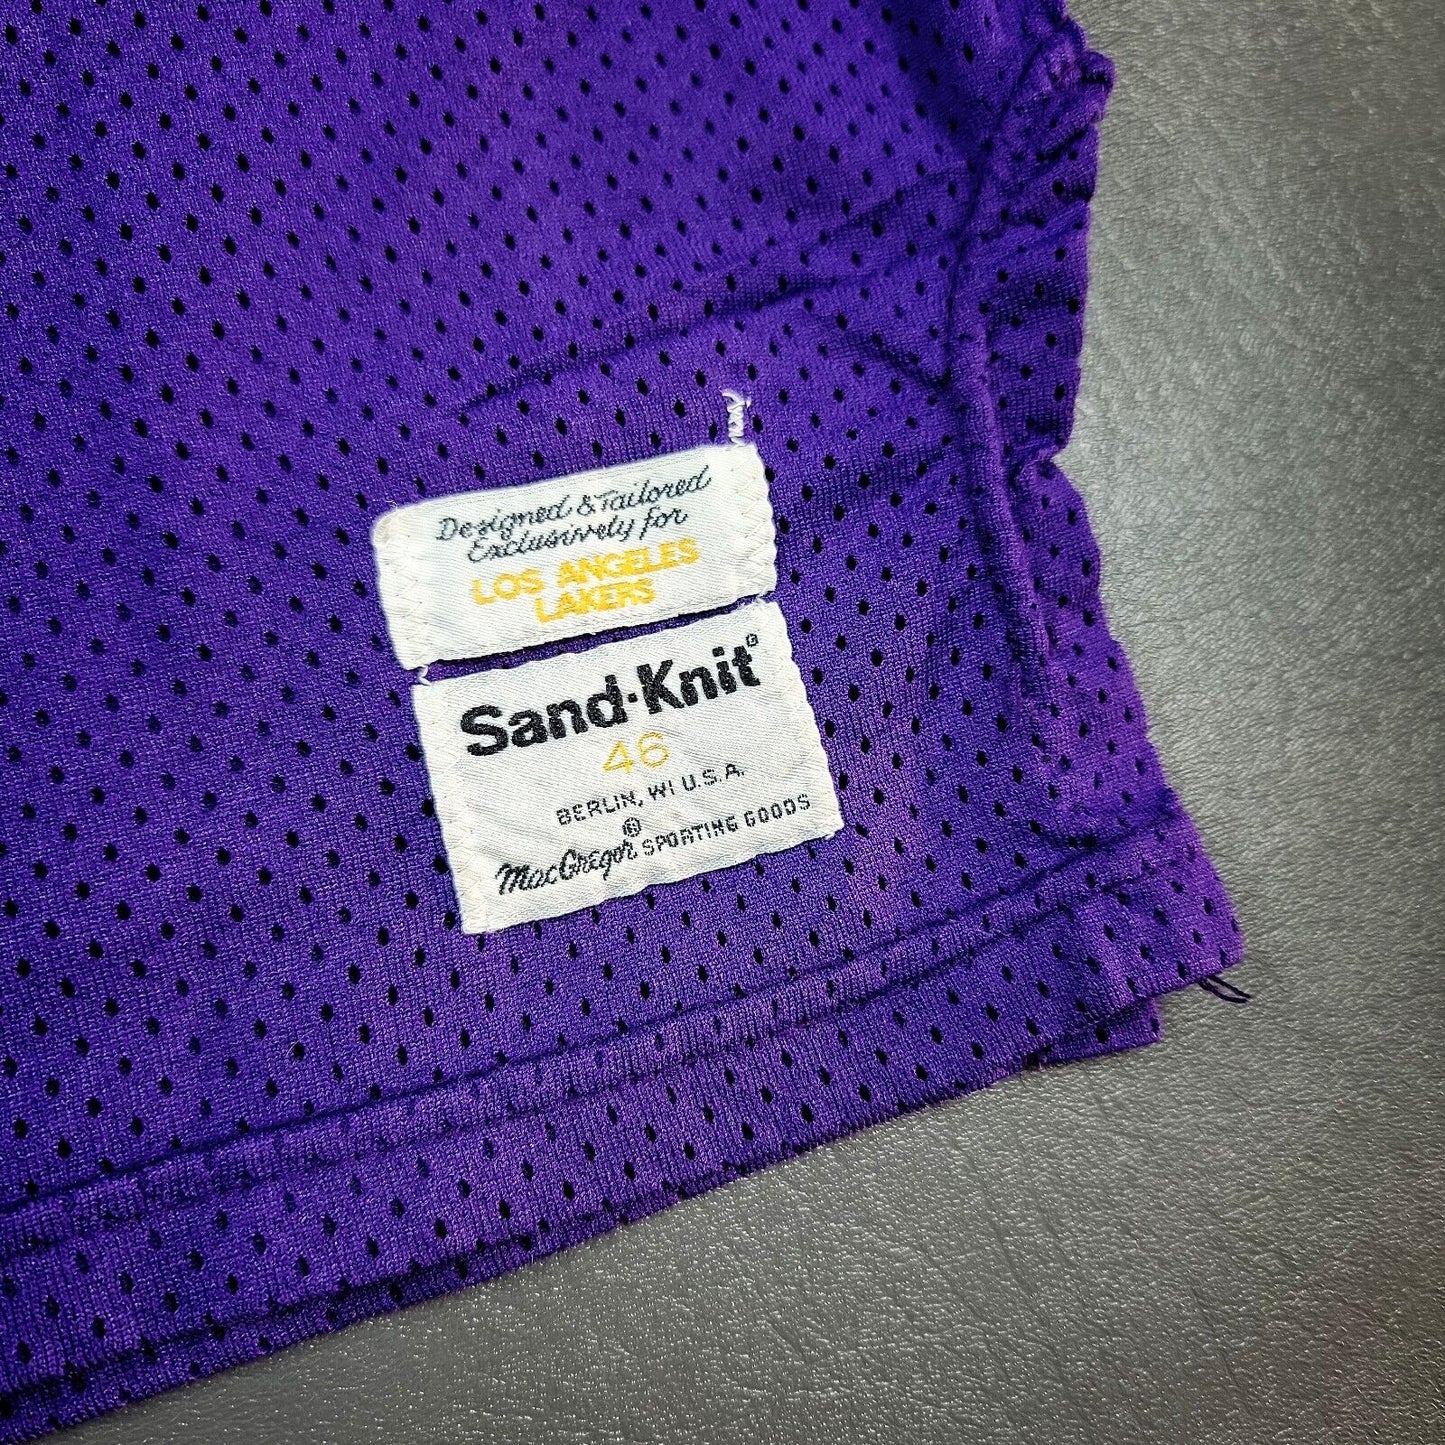 Designed & Tailored
Exclusively for
LOS ANGELES
LAKERS
Sand·Knit®
46
BERLIN, WI U.S.A.
®
MacGregor SPORTING GOODS